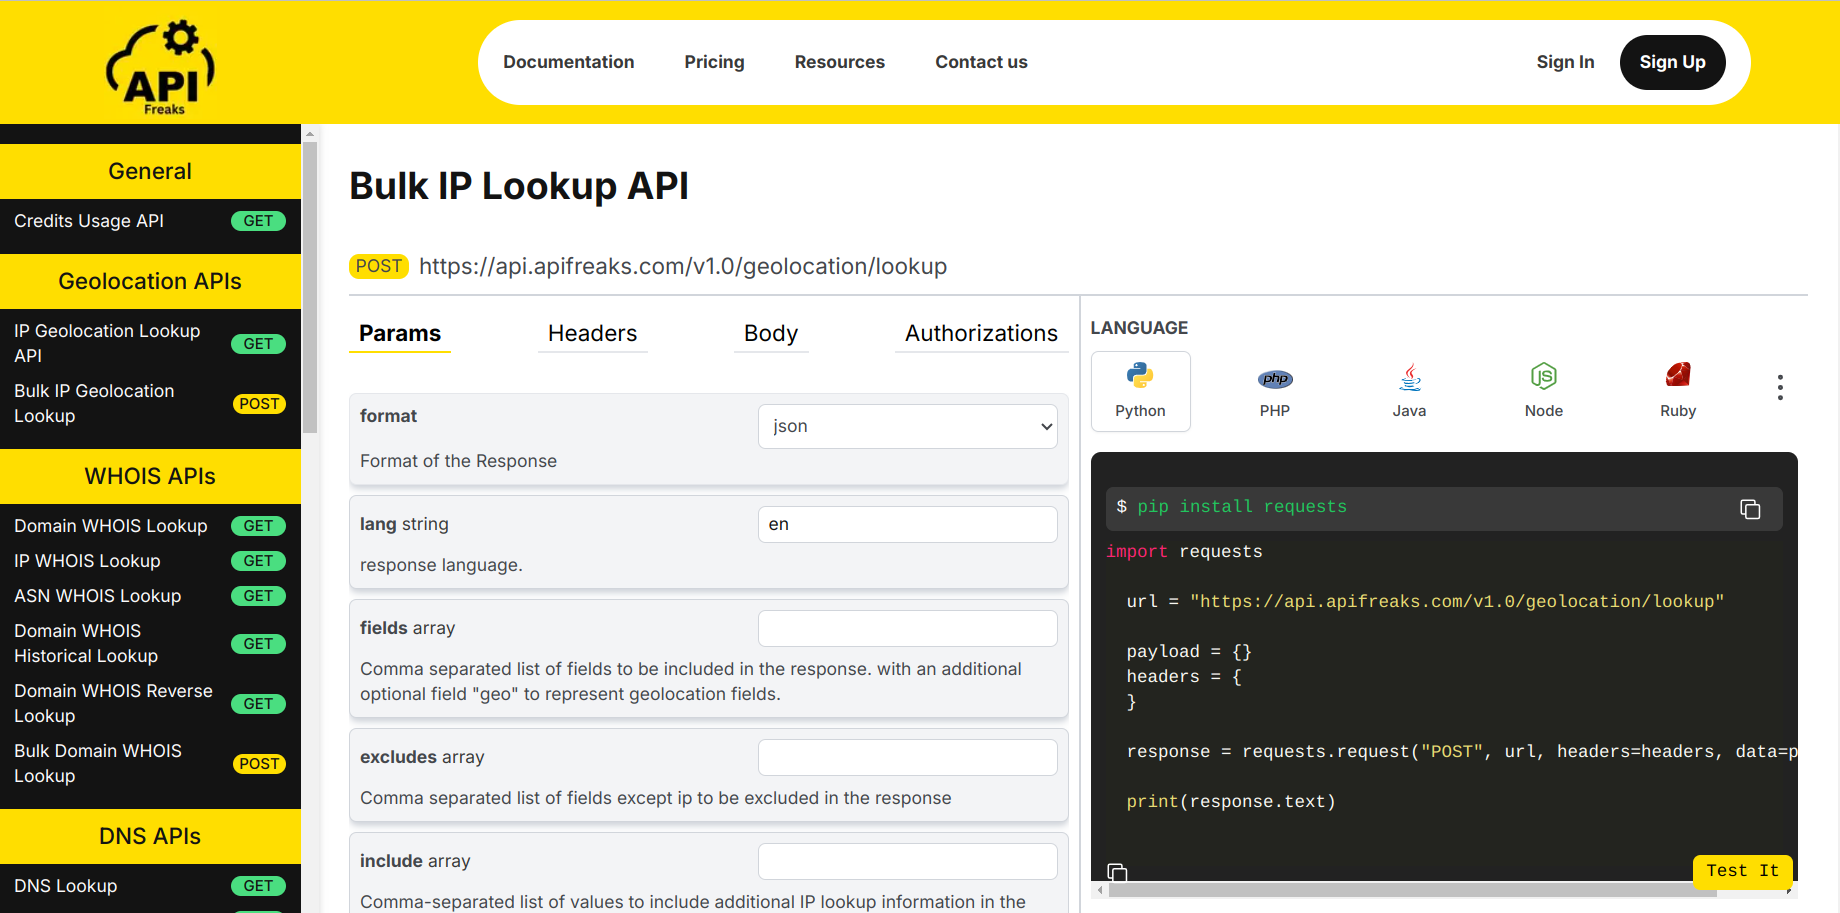 API
Freaks
Documentation
Pricing
Resources
Contact us
Sign In
Sign Up
General
Credits Usage API
GET
Geolocation APIs
IP Geolocation Lookup
API
GET
Bulk IP Geolocation
Lookup
POST
WHOIS APIs
Domain WHOIS Lookup
GET
IP WHOIS Lookup
GET
ASN WHOIS Lookup
GET
Domain WHOIS
Historical Lookup
GET
Domain WHOIS Reverse
Lookup
GET
Bulk Domain WHOIS
Lookup
POST
DNS APIs
DNS Lookup
GET
Bulk IP Lookup API
POST https://api.apifreaks.com/v1.0/geolocation/lookup
Params
Headers
Body
Authorizations
format
json
Format of the Response
lang string
en
response language.
fields array
Comma separated list of fields to be included in the response. with an additional
optional field "geo" to represent geolocation fields.
excludes array
Comma separated list of fields except ip to be excluded in the response
include array
Comma-separated list of values to include additional IP lookup information in the
LANGUAGE
Python
php
PHP
Java
JS
Node
Ruby
$ pip install requests
import requests
url = "https://api.apifreaks.com/v1.0/geolocation/lookup"
payload = {}
headers = {
}
response = requests.request("POST", url, headers=headers, data=p
print(response.text)
Test It